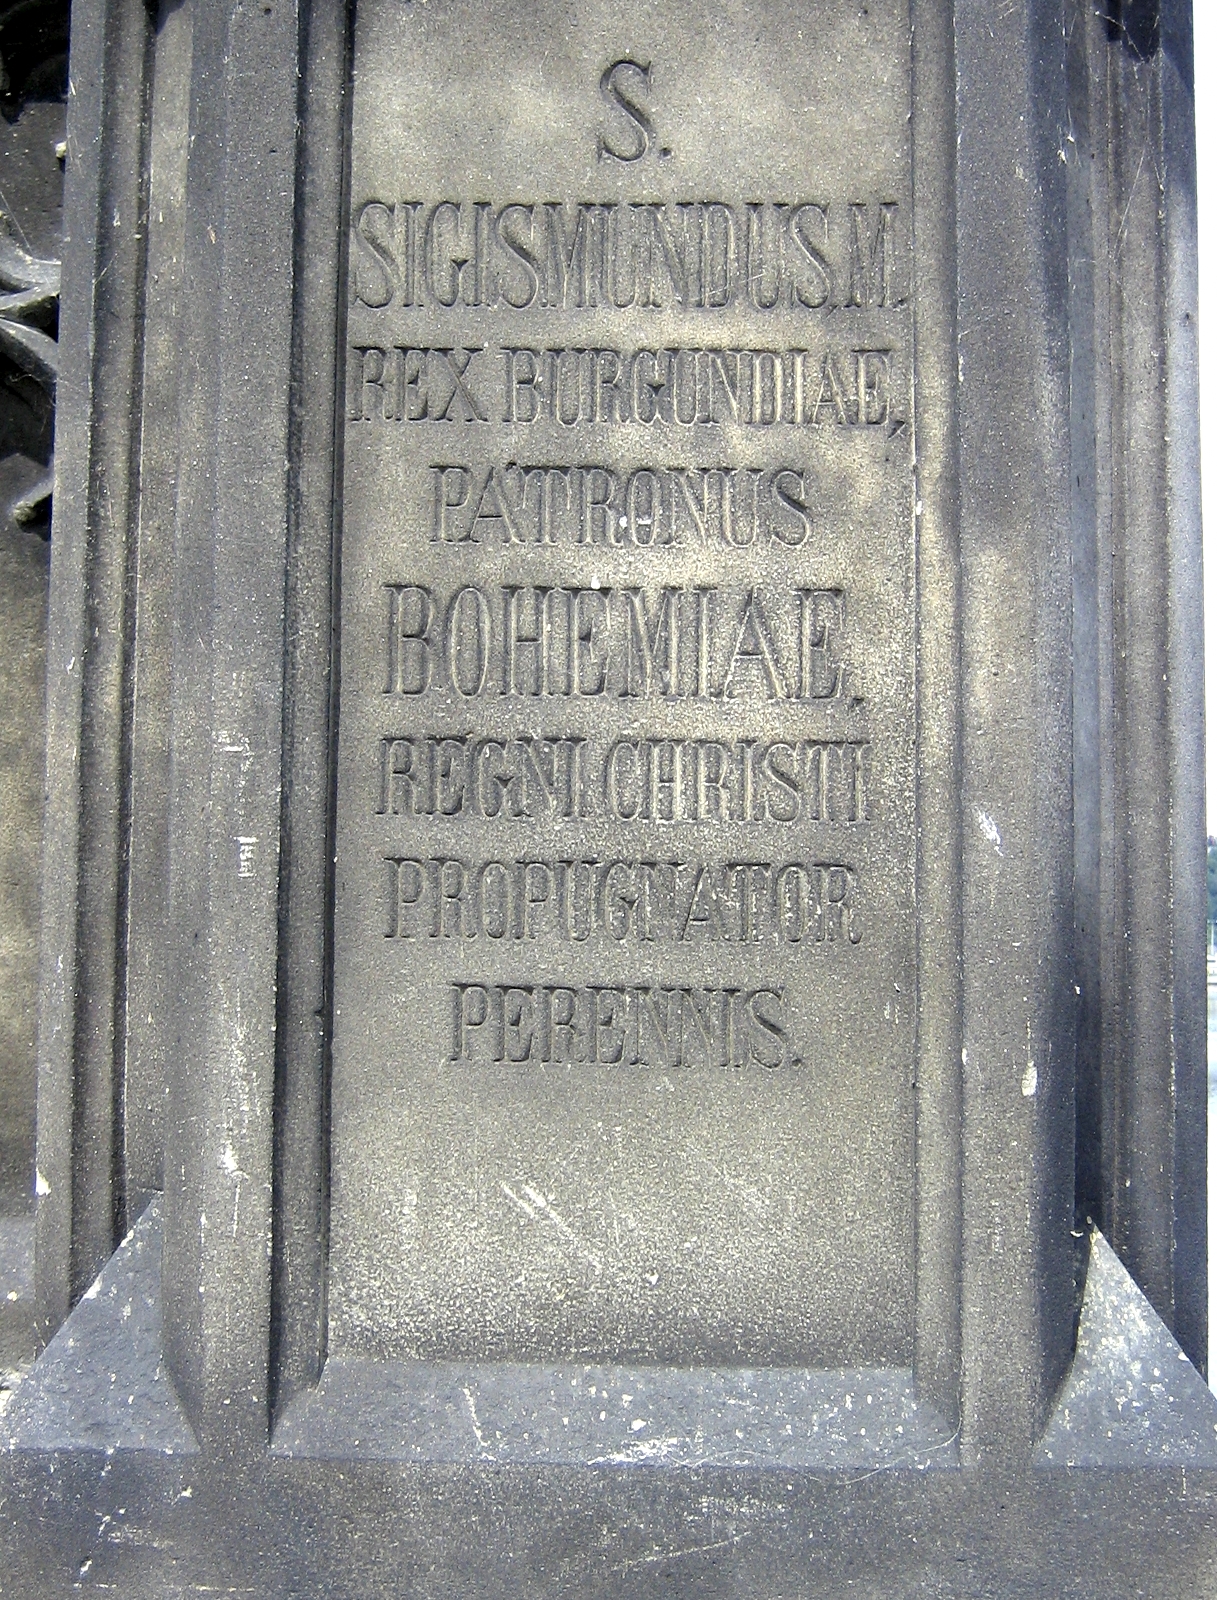 S.
SIGISMUNDUS.M.
REX BURGUNDIAE,
PATRONUS
BOHEMIAE,
REGNI CHRISTI
PROPUGNATOR
PERENNIS.